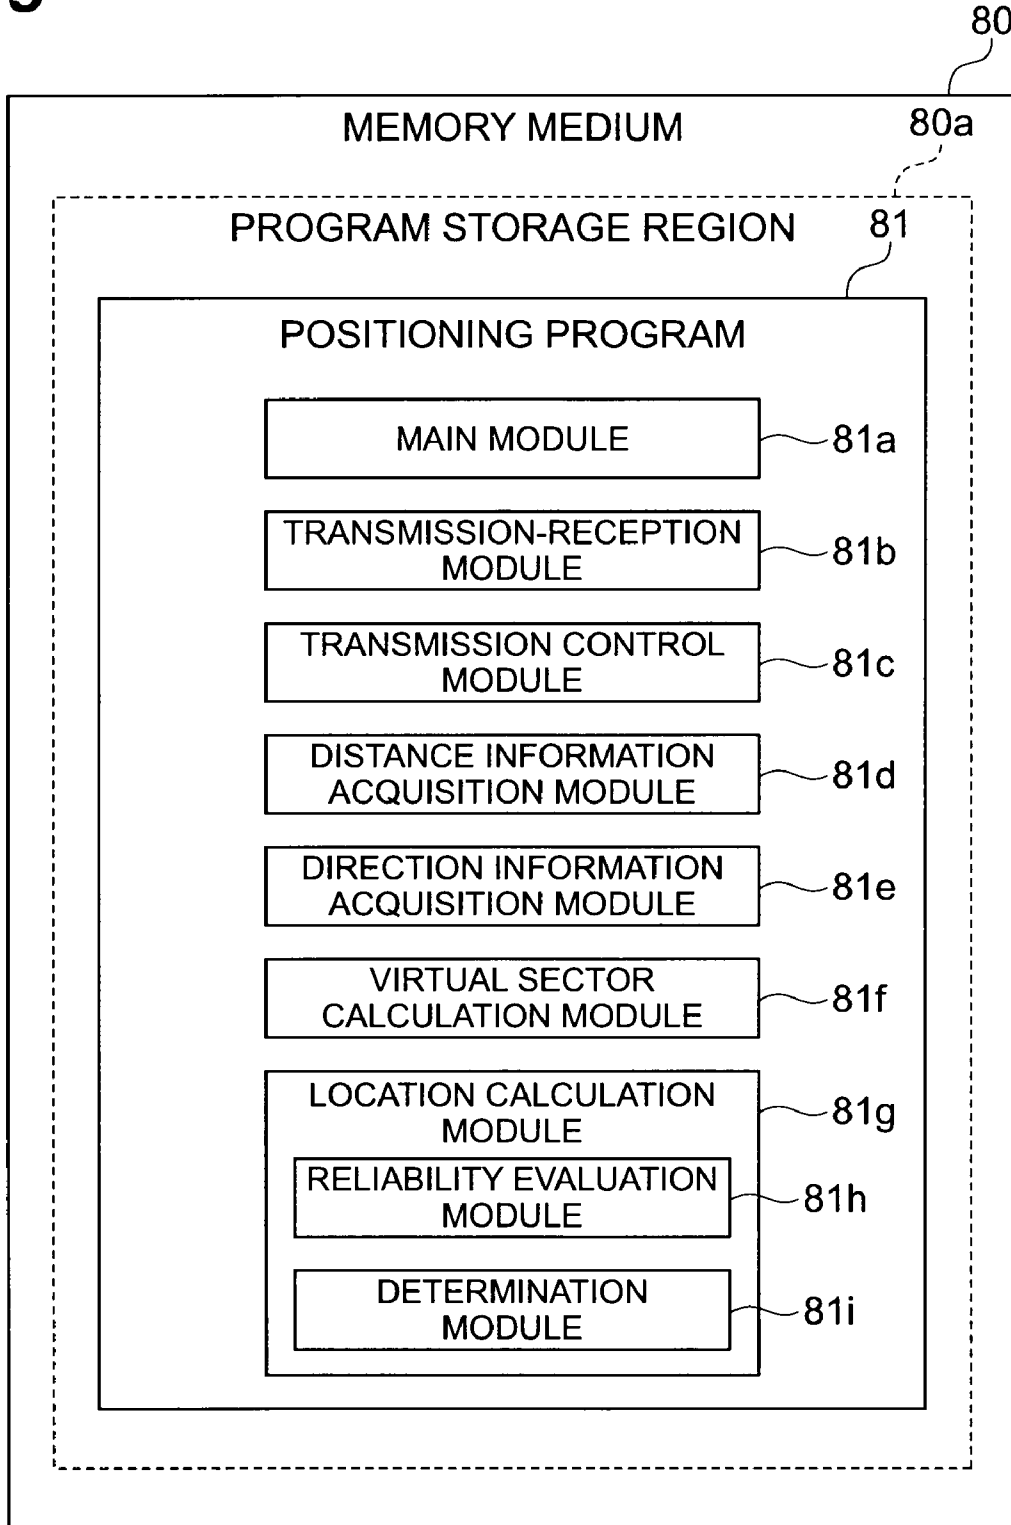 80
MEMORY MEDIUM
80a
PROGRAM STORAGE REGION
81
POSITIONING PROGRAM
MAIN MODULE
81a
TRANSMISSION-RECEPTION
MODULE
81b
TRANSMISSION CONTROL
MODULE
81c
DISTANCE INFORMATION
ACQUISITION MODULE
81d
DIRECTION INFORMATION
ACQUISITION MODULE
81e
VIRTUAL SECTOR
CALCULATION MODULE
81f
LOCATION CALCULATION
MODULE
81g
RELIABILITY EVALUATION
MODULE
81h
DETERMINATION
MODULE
81i